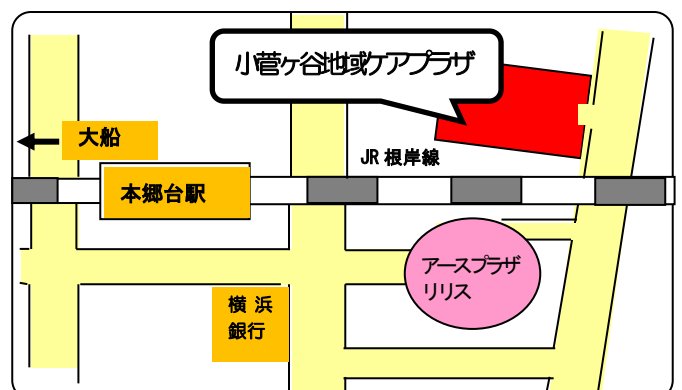 小菅ヶ谷地域ケアプラザ
大船
JR 根岸線
本郷台駅
アースプラザ
リリス
横 浜
銀行